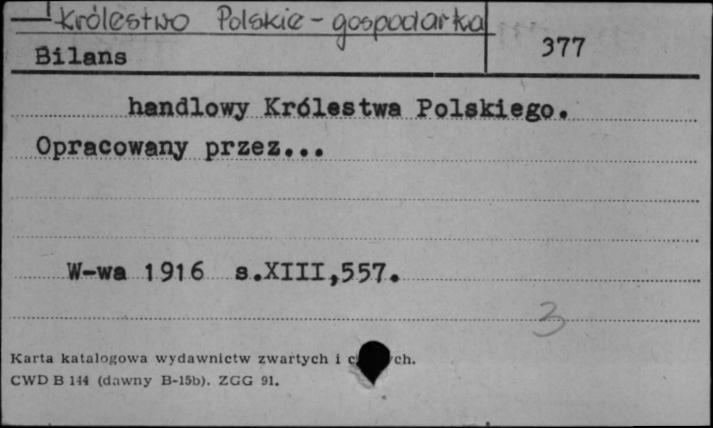 Królestwo Polskie - gospodarka
377
Bilans
handlowy Królestwa Polskiego.
Opracowany przez...
W-wa 1916 s.XIII,557.
3
Karta katalogowa wydawnictw zwartych i
CWD B 144 (dawny B-15b). ZGG 91.